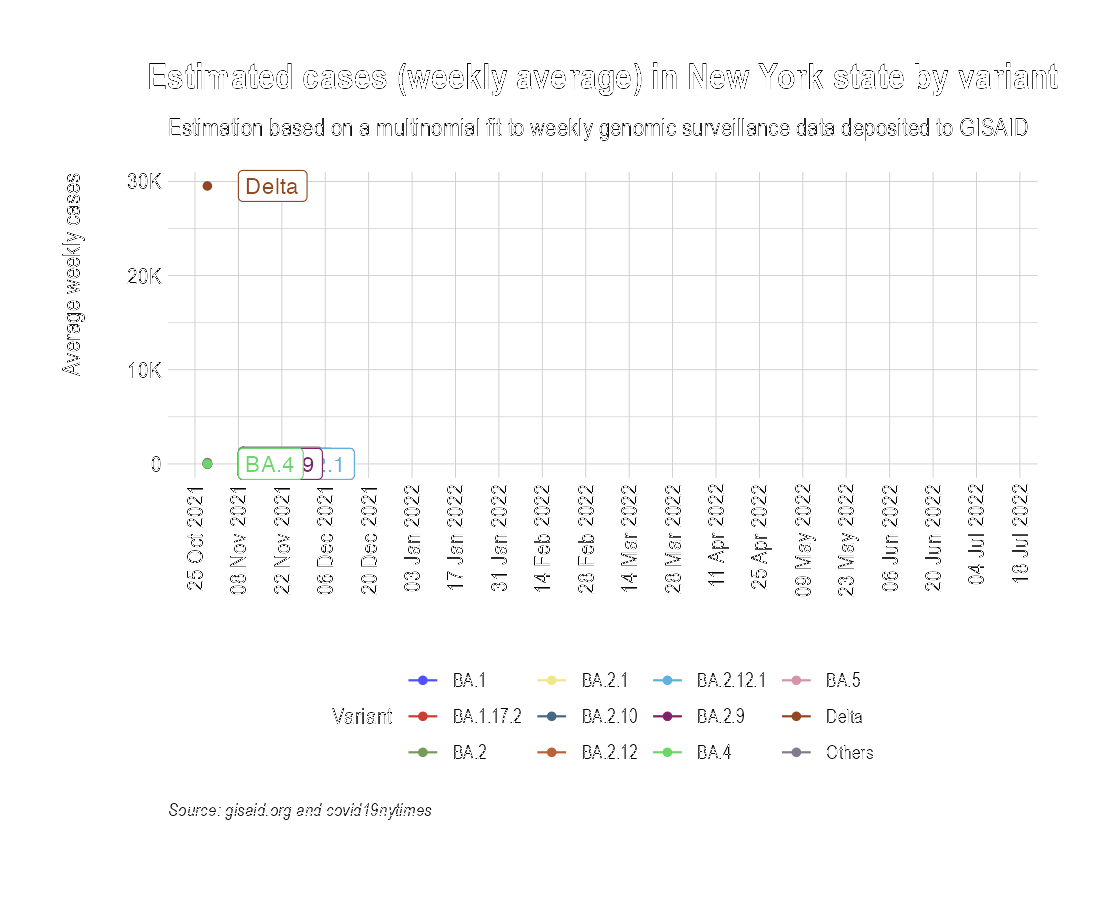 Estimated cases (weekly average) in New York state by variant
Estimation based on a multinomial fit to weekly genomic surveillance data deposited to GISAID
Average weekly cases
30K
20K
10K
0
Delta
BA.4
9
2.1
25 Oct 2021
08 Nov 2021
22 Nov 2021
06 Dec 2021
20 Dec 2021
03 Jan 2022
17 Jan 2022
31 Jan 2022
14 Feb 2022
28 Feb 2022
14 Mar 2022
28 Mar 2022
11 Apr 2022
25 Apr 2022
09 May 2022
23 May 2022
06 Jun 2022
20 Jun 2022
04 Jul 2022
18 Jul 2022
Variant
BA.1
BA.2.1
BA.2.12.1
BA.5
BA.1.17.2
BA.2.10
BA.2.9
Delta
BA.2
BA.2.12
BA.4
Others
Source: gisaid.org and covid19nytimes